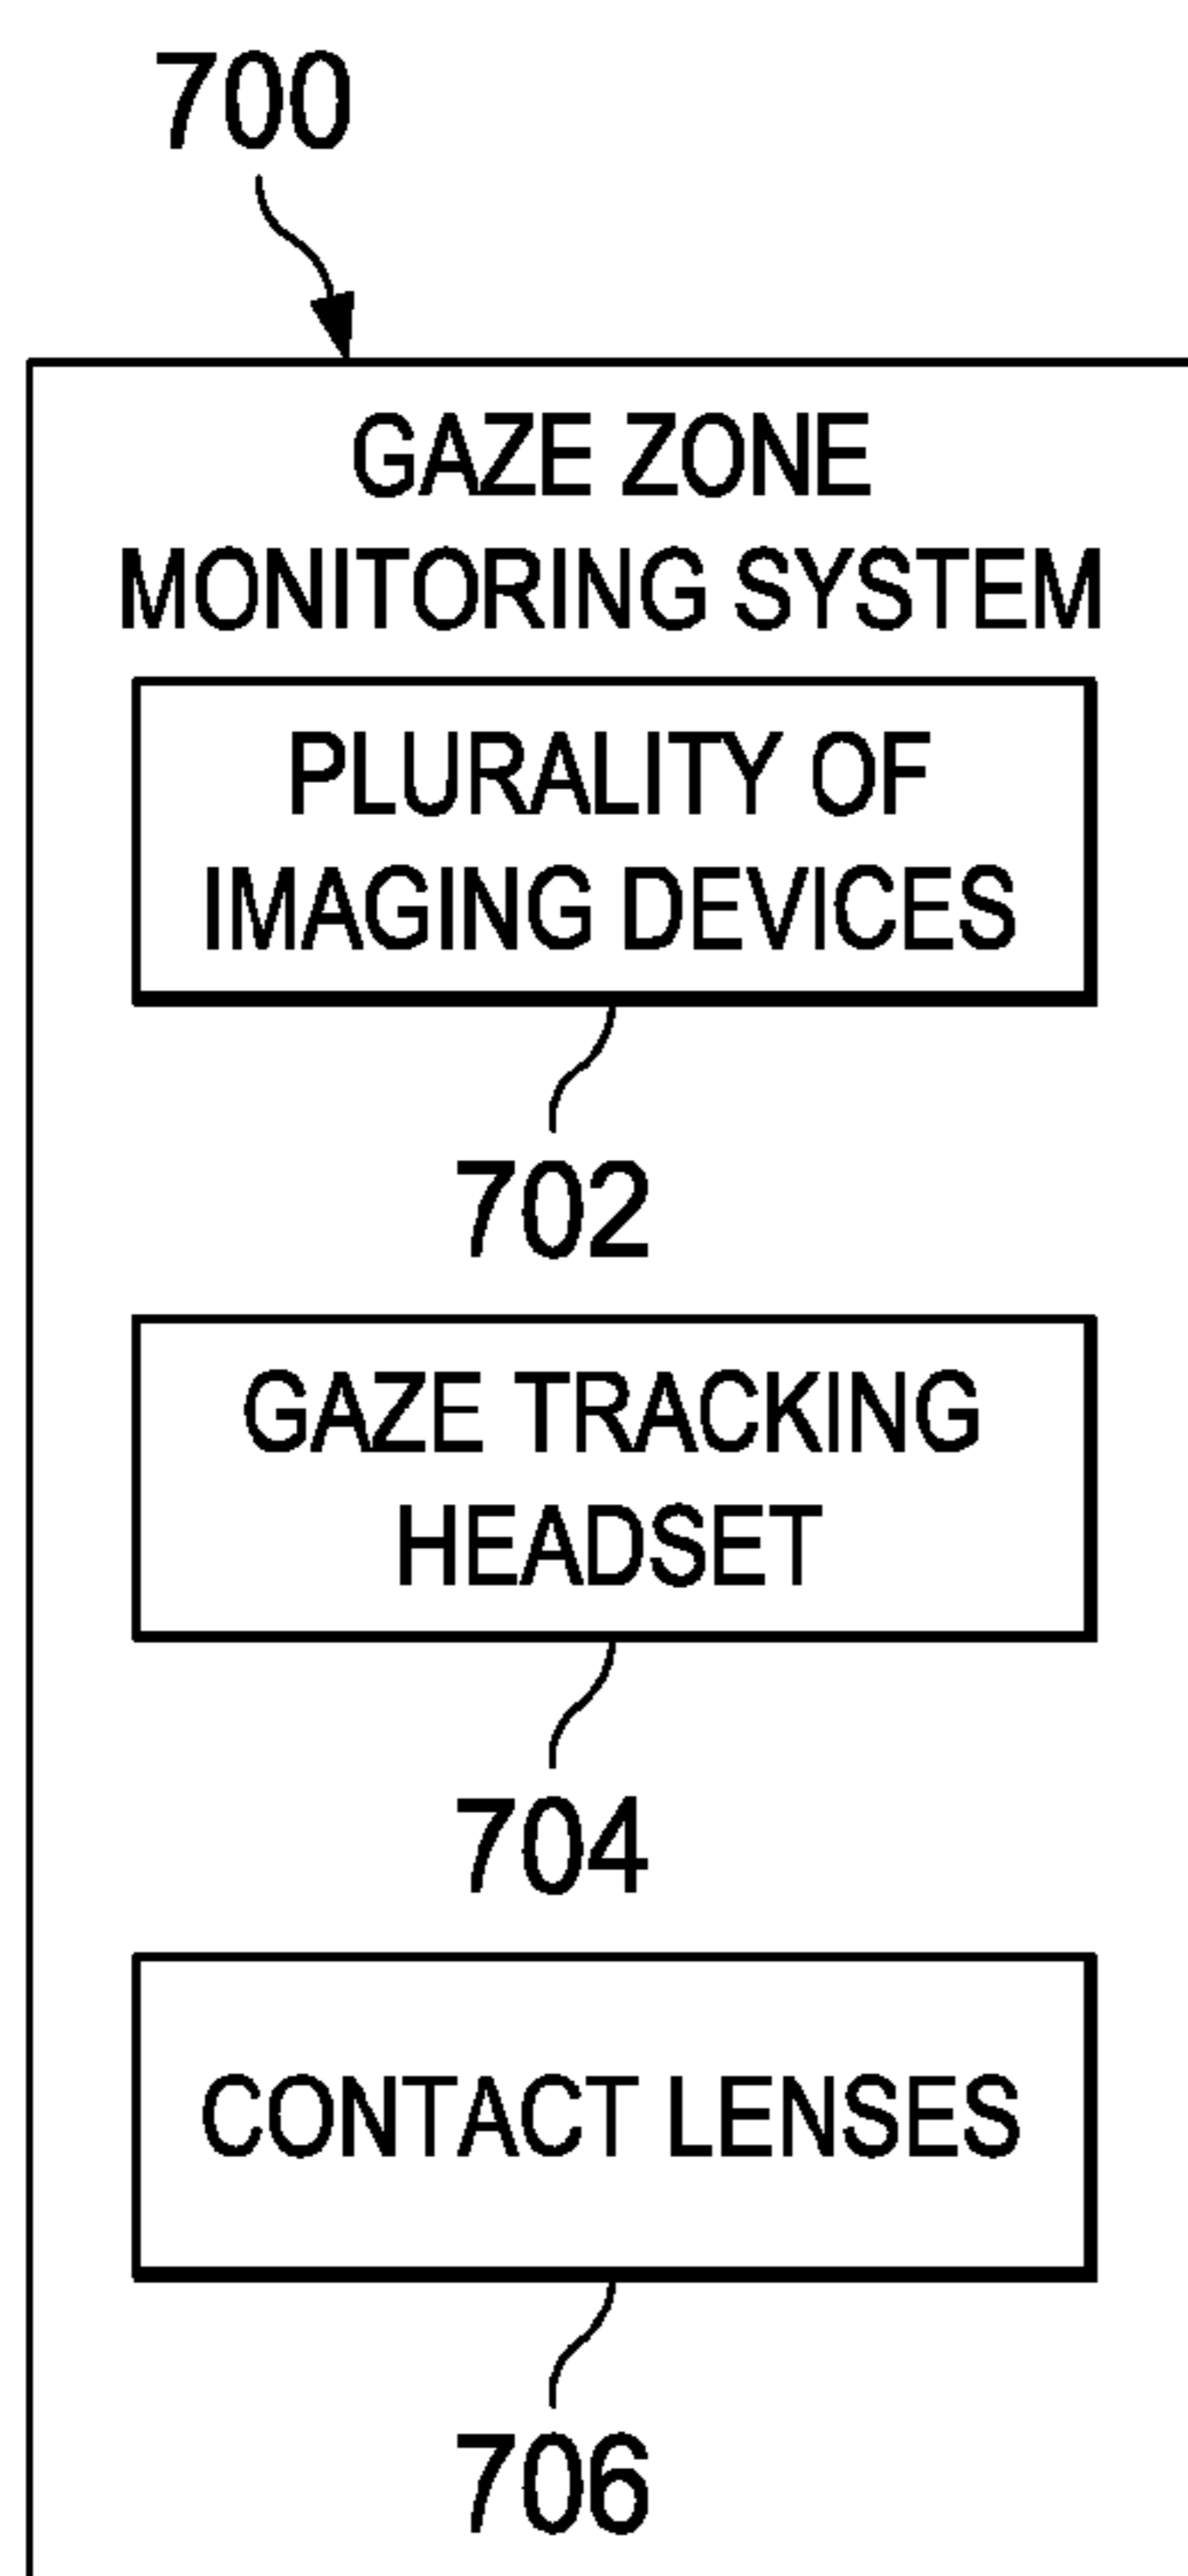 700
GAZE ZONE
MONITORING SYSTEM
PLURALITY OF
IMAGING DEVICES
702
GAZE TRACKING
HEADSET
704
CONTACT LENSES
706